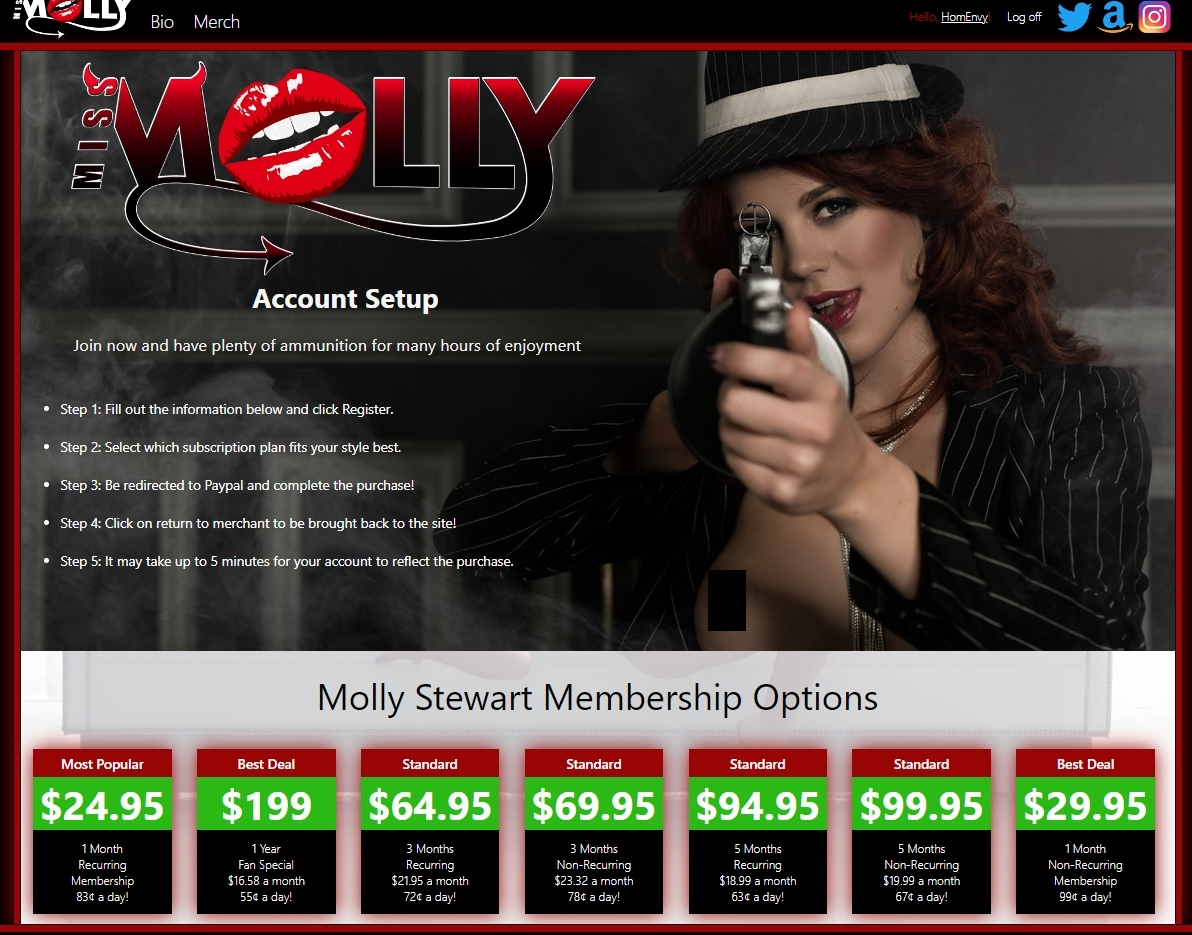 MISS MOLLY
Bio
Merch
Hello, HomEnvy!
Log off
MISS MOLLY
Account Setup
Join now and have plenty of ammunition for many hours of enjoyment
• Step 1: Fill out the information below and click Register.
• Step 2: Select which subscription plan fits your style best.
• Step 3: Be redirected to Paypal and complete the purchase!
• Step 4: Click on return to merchant to be brought back to the site!
• Step 5: It may take up to 5 minutes for your account to reflect the purchase.
Molly Stewart Membership Options
Most Popular
$24.95
1 Month
Recurring
Membership
83¢ a day!
Best Deal
$199
1 Year
Fan Special
$16.58 a month
55¢ a day!
Standard
$64.95
3 Months
Recurring
$21.95 a month
72¢ a day!
Standard
$69.95
3 Months
Non-Recurring
$23.32 a month
78¢ a day!
Standard
$94.95
5 Months
Recurring
$18.99 a month
63¢ a day!
Standard
$99.95
5 Months
Non-Recurring
$19.99 a month
67¢ a day!
Best Deal
$29.95
1 Month
Non-Recurring
Membership
99¢ a day!